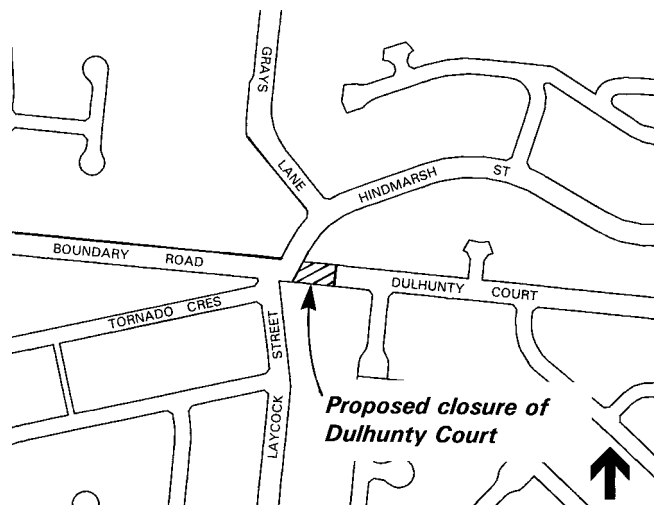 GRAYS
LANE
HINDMARSH ST
BOUNDARY ROAD
DULHUNTY COURT
TORNADO CRES
LAYCOCK STREET
Proposed closure of
Dulhunty Court